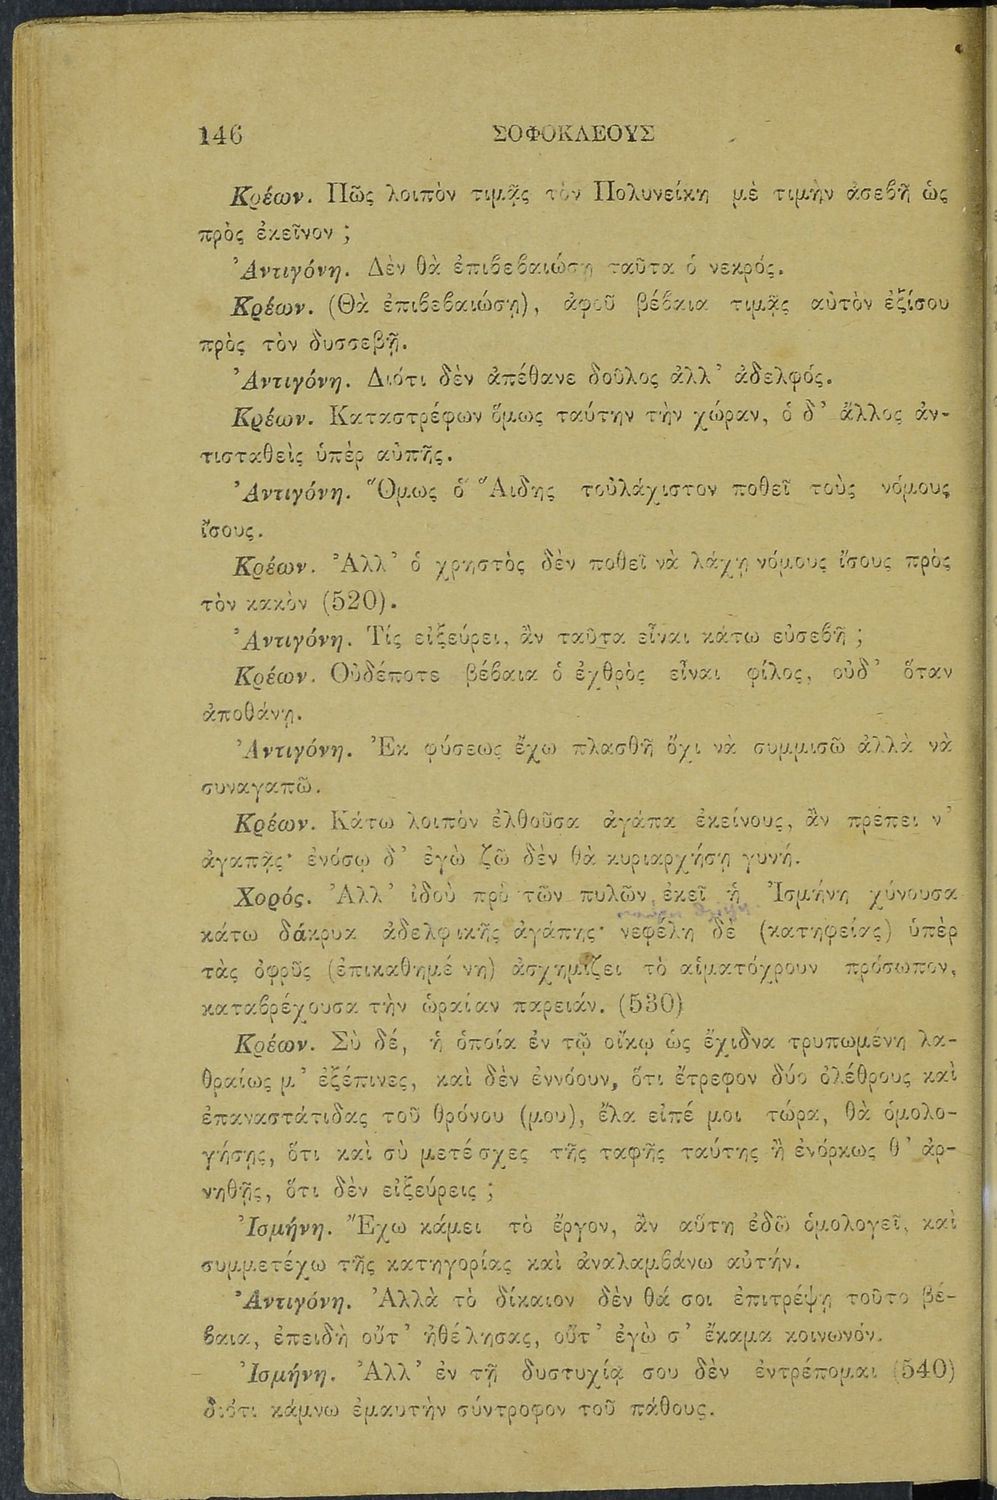 146 ΣΟΦΟΚΛΕΟΥΣ
Κρέων. Πῶς λοιπὸν τιμᾷς τὸν Πολυνείκη μὲ τιμὴν ἀσεβῆ ὡς
πρὸς ἐκεῖνον ;
Ἀντιγόνη. Δὲν θὰ ἐπιβεβαιώσῃ ταῦτα ὁ νεκρός.
Κρέων. (Θὰ ἐπιβεβαιώσῃ), ἀφοῦ βέβαια τιμᾷς αὐτὸν ἐξίσου
πρὸς τὸν δυσσεβῆ.
Ἀντιγόνη. Διότι δὲν ἀπέθανε δοῦλος ἀλλ’ ἀδελφός.
Κρέων. Καταστρέφων ὅμως ταύτην τὴν χώραν, ὁ δ’ ἄλλος ἀν-
τισταθεὶς ὑπὲρ αὐπῆς.
Ἀντιγόνη. Ὅμως ὁ Ἅιδης τοὐλάχιστον ποθεῖ τοὺς νόμους
ἴσους.
Κρέων. Ἀλλ’ ὁ χρηστὸς δὲν ποθεῖ νὰ λάχῃ νόμους ἴσους πρὸς
τὸν κακὸν (520).
Ἀντιγόνη. Τίς εἰξεύρει, ἂν ταῦτα εἶναι κάτω εὐσεβῆ ;
Κρέων. Οὐδέποτε βέβαια ὁ ἐχθρὸς εἶναι φίλος, οὐδ’ ὅταν
ἀποθάνῃ.
Ἀντιγόνη. Ἐκ φύσεως ἔχω πλασθῆ ὄχι νὰ συμμισῶ ἀλλὰ νὰ
συναγαπῶ.
Κρέων. Κάτω λοιπὸν ἐλθοῦσα ἀγάπα ἐκείνους, ἂν πρέπει ν’
ἀγαπᾷς· ἐνόσῳ δ’ ἐγὼ ζῶ δὲν θὰ κυριαρχήσῃ γυνή.
Χορός. Ἀλλ’ ἰδοὺ πρὸ τῶν πυλῶν, ἐκεῖ ἡ Ἰσμήνη χύνουσα
κάτω δάκρυα ἀδελφικῆς ἀγάπης· νεφέλη δὲ (κατηφείας) ὑπὲρ
τὰς ὀφρῦς (ἐπικαθημένη) ἀσχημίζει τὸ αἱματόχρουν πρόσωπον,
καταβρέχουσα τὴν ὡραίαν παρειάν. (530)
Κρέων. Σὺ δέ, ἡ ὁποία ἐν τῷ οἴκῳ ὡς ἔχιδνα τρυπωμένη λα-
θραίως μ’ ἐξέπινες, καὶ δὲν ἐννόουν, ὅτι ἔτρεφον δύο ὀλέθρους καὶ
ἐπαναστάτιδας τοῦ θρόνου (μου), ἔλα εἰπέ μοι τώρα, θὰ ὁμολο-
γήσῃς, ὅτι καὶ σὺ μετέσχες τῆς ταφῆς ταύτης ἢ ἐνόρκως θ’ ἀρ-
νηθῇς, ὅτι δὲν εἰξεύρεις ;
Ἰσμήνη. Ἔχω κάμει τὸ ἔργον, ἂν αὕτη ἐδῶ ὁμολογεῖ, καὶ
συμμετέχω τῆς κατηγορίας καὶ ἀναλαμβάνω αὐτήν.
Ἀντιγόνη. Ἀλλὰ τὸ δίκαιον δὲν θά σοι ἐπιτρέψῃ τοῦτο βέ-
βαια, ἐπειδὴ οὔτ’ ἠθέλησας, οὔτ’ ἐγὼ σ’ ἔκαμα κοινωνόν.
Ἰσμήνη. Ἀλλ’ ἐν τῇ δυστυχίᾳ σου δὲν ἐντρέπομαι (540)
διότι κάμνω ἐμαυτὴν σύντροφον τοῦ πάθους.